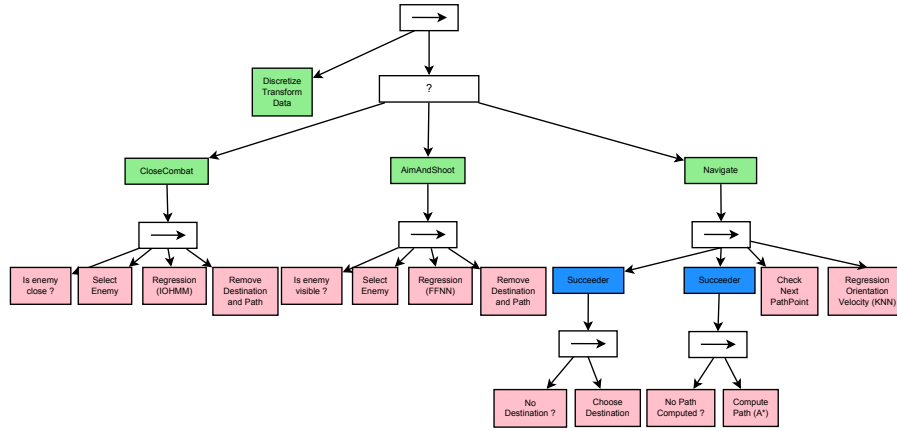 Discretize
Transform
Data
?
CloseCombat
AimAndShoot
Navigate
Is enemy
close ?
Select
Enemy
Regression
(IOHMM)
Remove
Destination
and Path
Is enemy
visible ?
Select
Enemy
Regression
(FFNN)
Remove
Destination
and Path
Succeeder
Succeeder
Check
Next
PathPoint
Regression
Orientation
Velocity (KNN)
No
Destination ?
Choose
Destination
No Path
Computed ?
Compute
Path (A*)